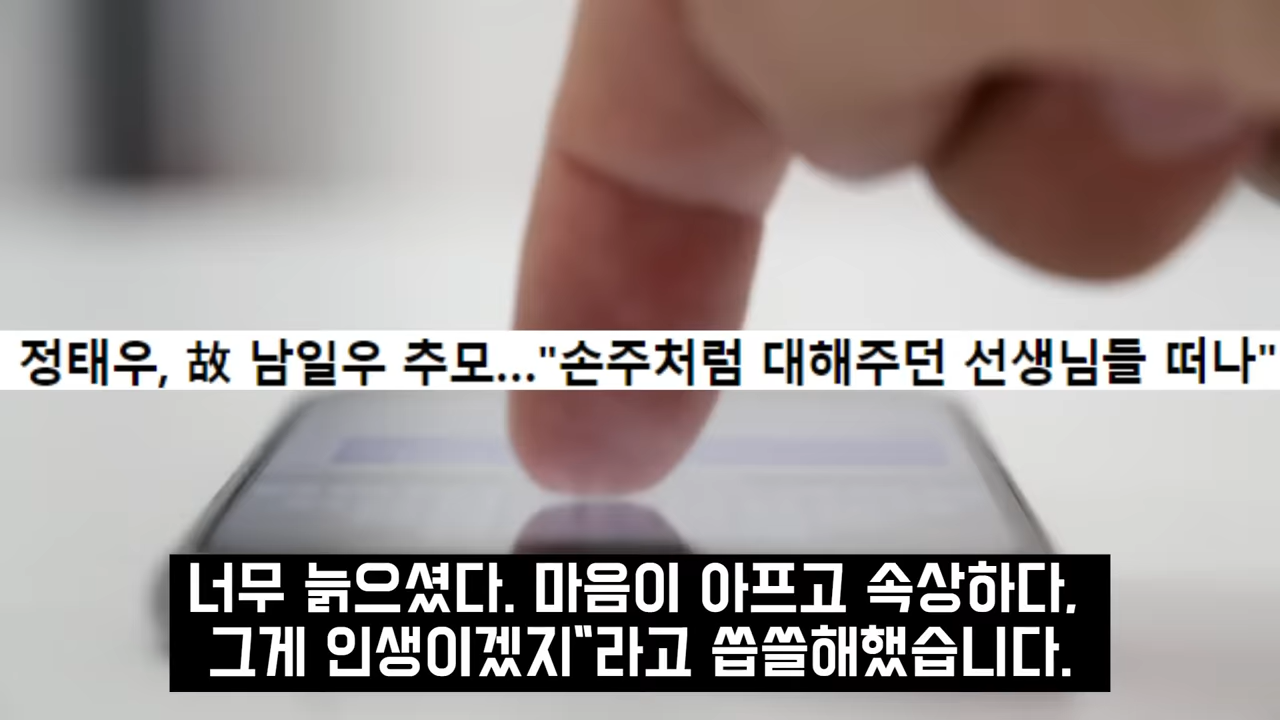 정태우, 故 남일우 추모..."손주처럼 대해주던 선생님들 떠나"
너무 늙으셨다. 마음이 아프고 속상하다,
그게 인생이겠지"라고 씁쓸해했습니다.